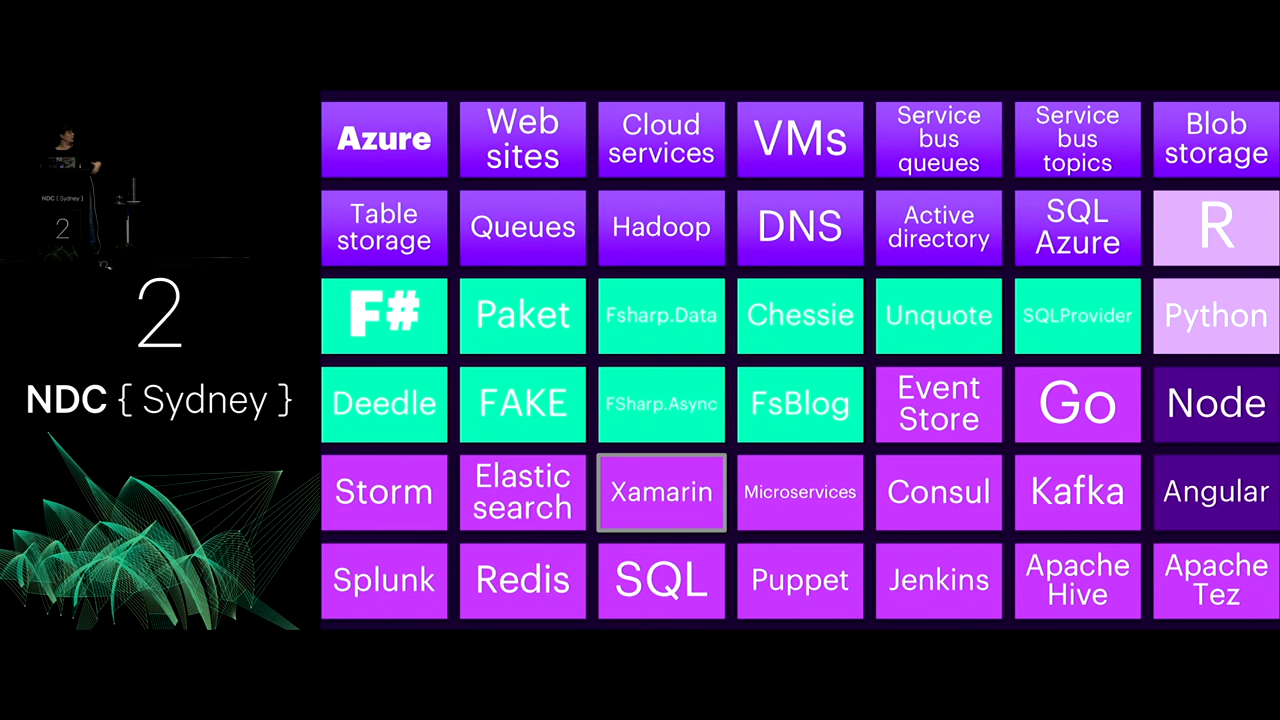 NDC { Sydney }
2
2
NDC { Sydney }
Azure
Web
sites
Cloud
services
VMs
Service
bus
queues
Service
bus
topics
Blob
storage
Table
storage
Queues
Hadoop
DNS
Active
directory
SQL
Azure
R
F#
Paket
Fsharp.Data
Chessie
Unquote
SQLProvider
Python
Deedle
FAKE
FSharp.Async
FsBlog
Event
Store
Go
Node
Storm
Elastic
search
Xamarin
Microservices
Consul
Kafka
Angular
Splunk
Redis
SQL
Puppet
Jenkins
Apache
Hive
Apache
Tez